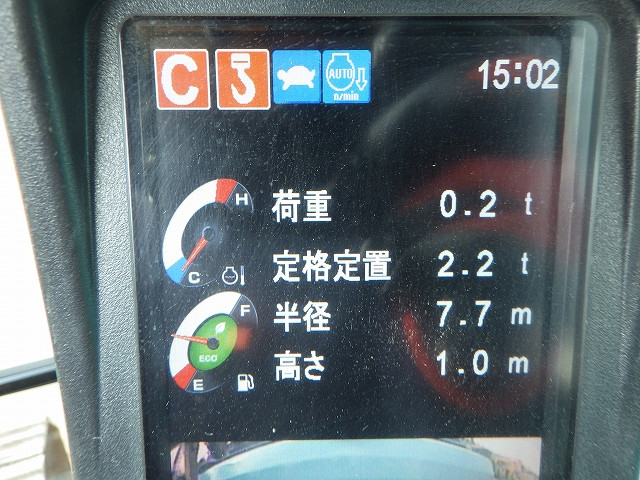 C AUTO n/min 15:02
H
荷重 0.2 t
C
定格定置 2.2 t
F
半径 7.7 m
ECO
高さ 1.0 m
E